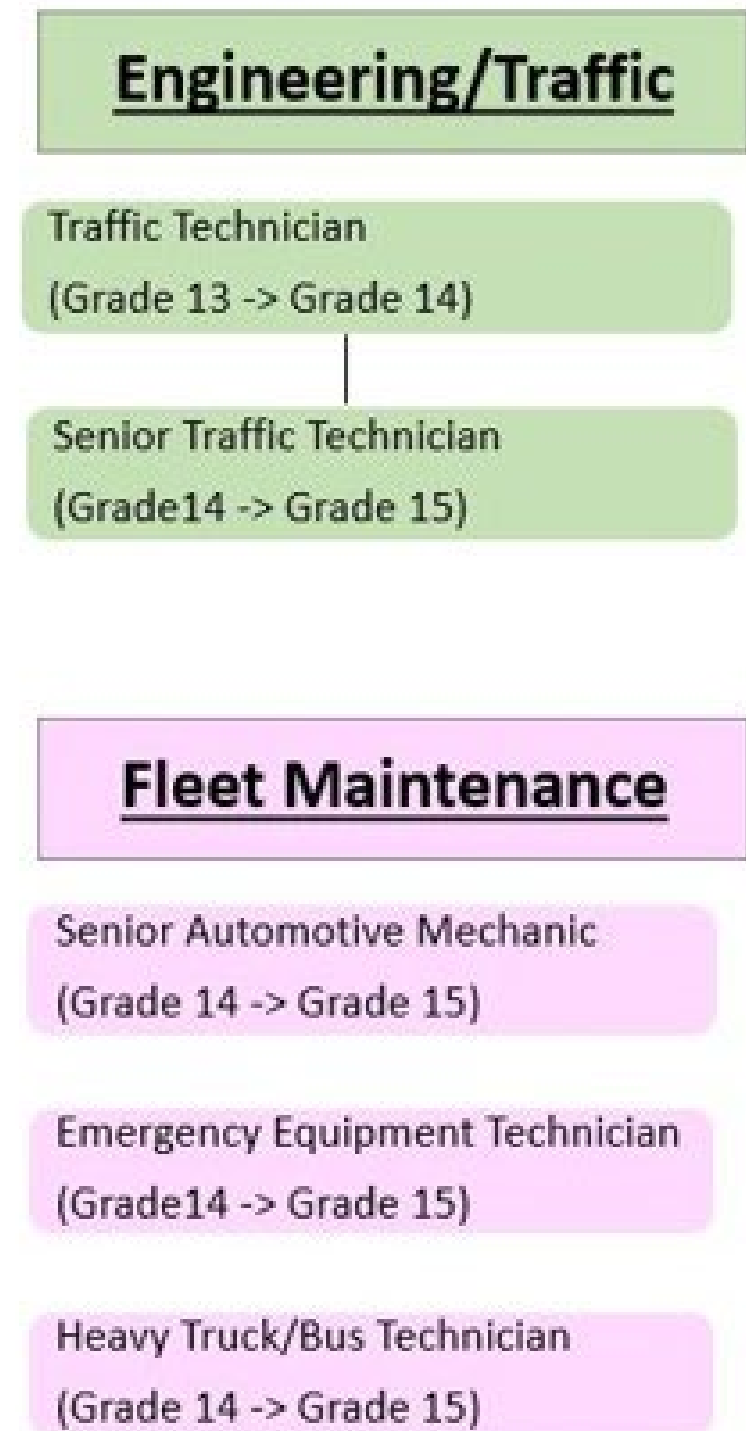 Engineering/Traffic
Traffic Technician
(Grade 13 -> Grade 14)
Senior Traffic Technician
(Grade14 -> Grade 15)
Fleet Maintenance
Senior Automotive Mechanic
(Grade 14 -> Grade 15)
Emergency Equipment Technician
(Grade14 -> Grade 15)
Heavy Truck/Bus Technician
(Grade 14 -> Grade 15)